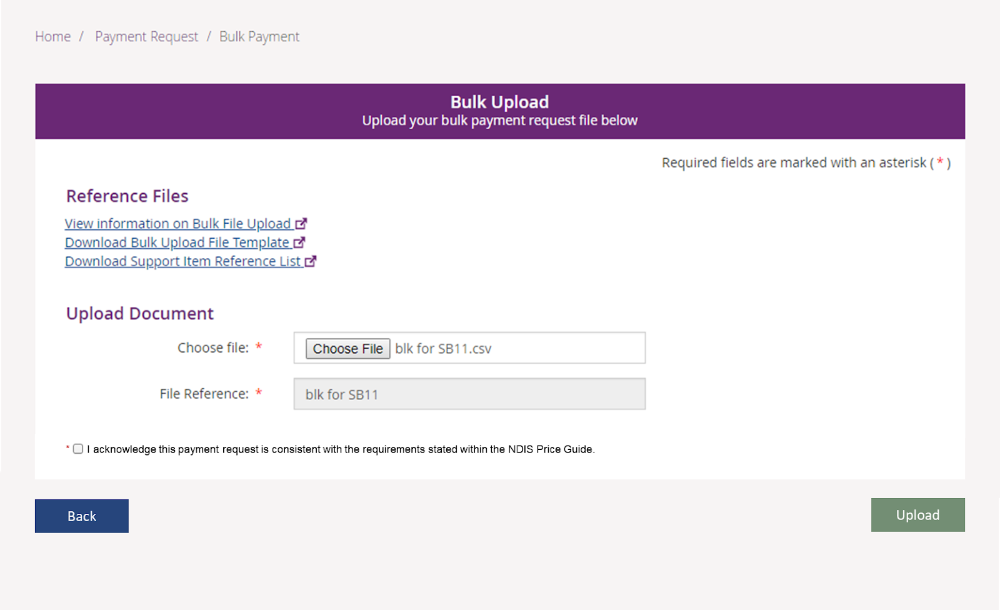 Home / Payment Request / Bulk Payment
Bulk Upload
Upload your bulk payment request file below
Required fields are marked with an asterisk ( * )
Reference Files
View information on Bulk File Upload
Download Bulk Upload File Template
Download Support Item Reference List
Upload Document
Choose file: * Choose File blk for SB11.csv
File Reference: * blk for SB11
* I acknowledge this payment request is consistent with the requirements stated within the NDIS Price Guide.
Back Upload